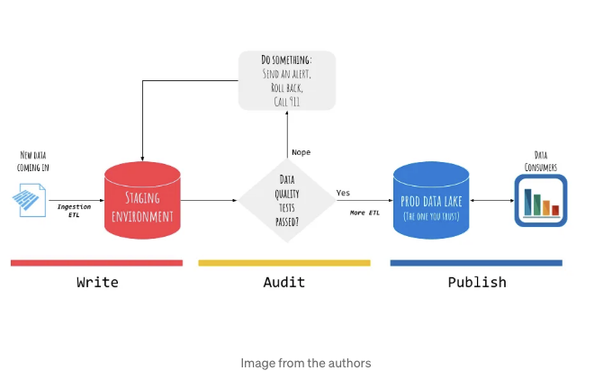 DO SOMETHING:
SEND AN ALERT,
ROLL BACK,
CALL 911
Nope
NEW DATA
COMING IN
Ingestion
ETL
STAGING
ENVIRONMENT
DATA
QUALITY
TESTS
PASSED?
Yes
More ETL
PROD DATA LAKE
(THE ONE YOU TRUST)
DATA
CONSUMERS
Write
Audit
Publish
Image from the authors